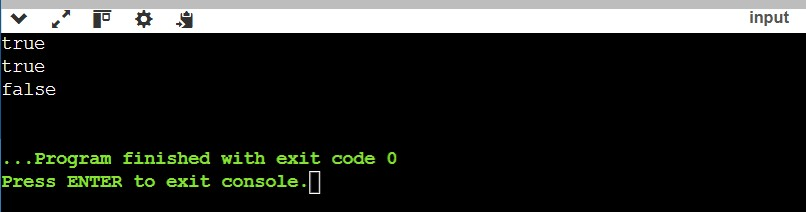 input
true
true
false
...Program finished with exit code 0
Press ENTER to exit console.